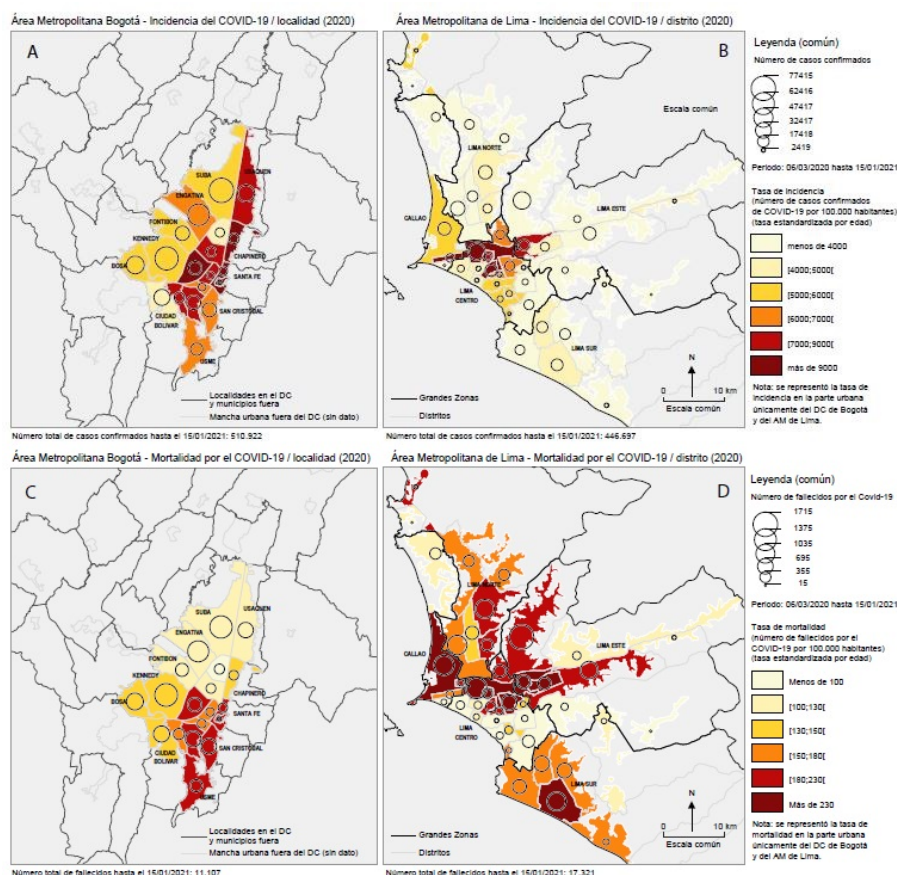 Área Metropolitana Bogotá - Incidencia del COVID-19 / localidad (2020)
A
SUBA
USAQUEN
ENGATIVA
FONTIBON
KENNEDY
BOSA
CHAPINERO
SANTA FE
SAN CRISTOBAL
CIUDAD
BOLIVAR
USME
Localidades en el DC
y municipios fuera
Mancha urbana fuera del DC (sin dato)
Número total de casos confirmados hasta el 15/01/2021: 510.922
Área Metropolitana de Lima - Incidencia del COVID-19 / distrito (2020)
B
Escala común
LIMA NORTE
LIMA ESTE
CALLAO
LIMA
CENTRO
LIMA SUR
Grandes Zonas
Distritos
N
0 10 km
Escala común
Número total de casos confirmados hasta el 15/01/2021: 446.697
Leyenda (común)
Número de casos confirmados
77415
62416
47417
32417
17418
2419
Periodo: 06/03/2020 hasta 15/01/2021
Tasa de incidencia
(número de casos confirmados
de COVID-19 por 100.000 habitantes)
(tasa estandardizada por edad)
menos de 4000
[4000;5000[
[5000;6000[
[6000;7000[
[7000;9000[
más de 9000
Nota: se representó la tasa de
incidencia en la parte urbana
únicamente del DC de Bogotá
y del AM de Lima.
Área Metropolitana Bogotá - Mortalidad por el COVID-19 / localidad (2020)
C
SUBA
USAQUEN
ENGATIVA
FONTIBON
KENNEDY
BOSA
CHAPINERO
SANTA FE
SAN CRISTOBAL
CIUDAD
BOLIVAR
USME
Localidades en el DC
y municipios fuera
Mancha urbana fuera del DC (sin dato)
Número total de fallecidos hasta el 15/01/2021: 11.107
Área Metropolitana de Lima - Mortalidad por el COVID-19 / distrito (2020)
D
LIMA NORTE
LIMA ESTE
CALLAO
LIMA
CENTRO
LIMA SUR
Grandes Zonas
Distritos
N
0 10 km
Escala común
Número total de fallecidos hasta el 15/01/2021: 17.321
Leyenda (común)
Número de fallecidos por el Covid-19
1715
1375
1035
695
355
15
Periodo: 06/03/2020 hasta 15/01/2021
Tasa de mortalidad
(número de fallecidos por el
COVID-19 por 100.000 habitantes)
(tasa estandardizada por edad)
Menos de 100
[100;130[
[130;150[
[150;180[
[180;230[
Más de 230
Nota: se representó la tasa de
mortalidad en la parte urbana
únicamente del DC de Bogotá
y del AM de Lima.